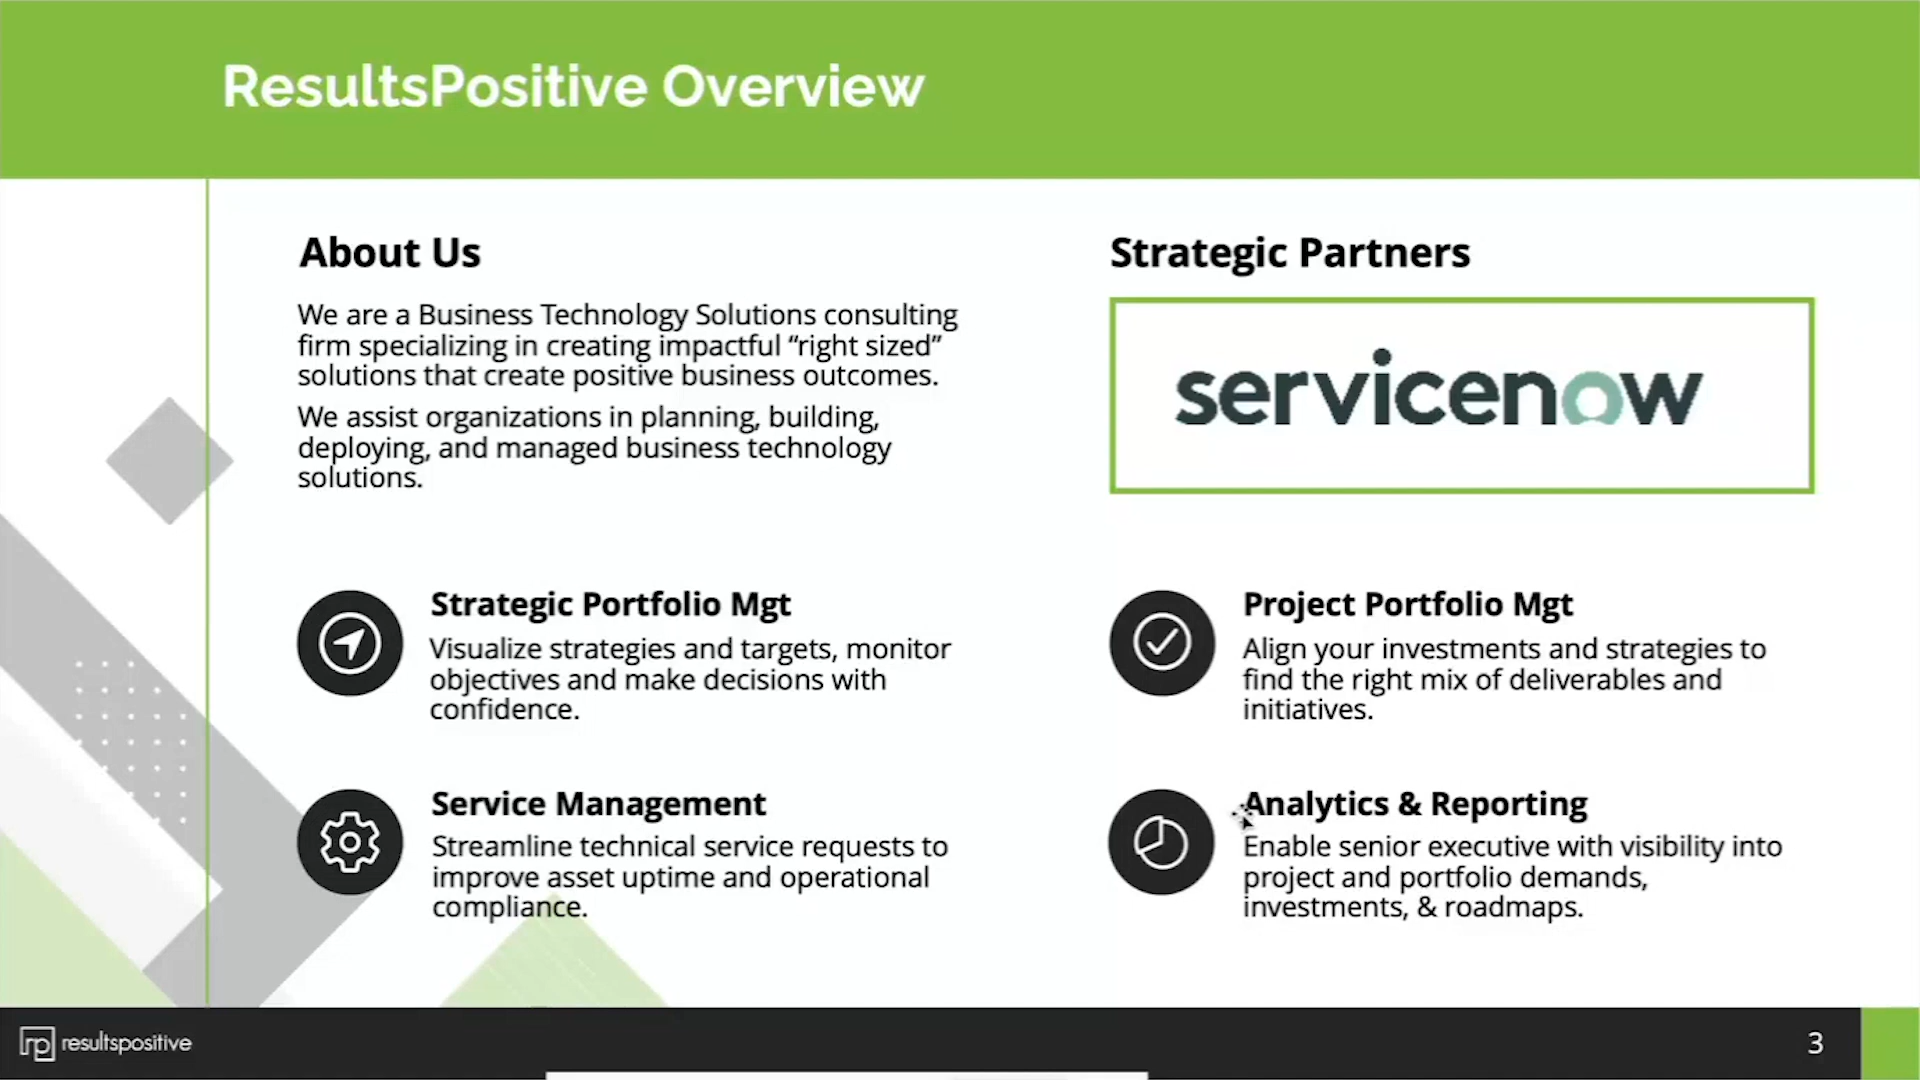 ResultsPositive Overview
About Us
We are a Business Technology Solutions consulting
firm specializing in creating impactful “right sized”
solutions that create positive business outcomes.
We assist organizations in planning, building,
deploying, and managed business technology
solutions.
Strategic Partners
servicenow
Strategic Portfolio Mgt
Visualize strategies and targets, monitor
objectives and make decisions with
confidence.
Project Portfolio Mgt
Align your investments and strategies to
find the right mix of deliverables and
initiatives.
Service Management
Streamline technical service requests to
improve asset uptime and operational
compliance.
Analytics & Reporting
Enable senior executive with visibility into
project and portfolio demands,
investments, & roadmaps.
rp resultspositive
3